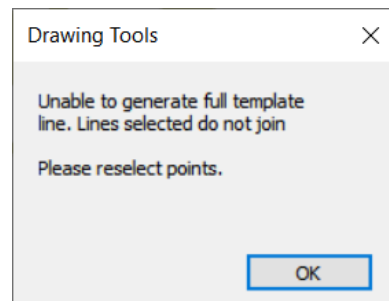 Drawing Tools
Unable to generate full template
line. Lines selected do not join
Please reselect points.
OK